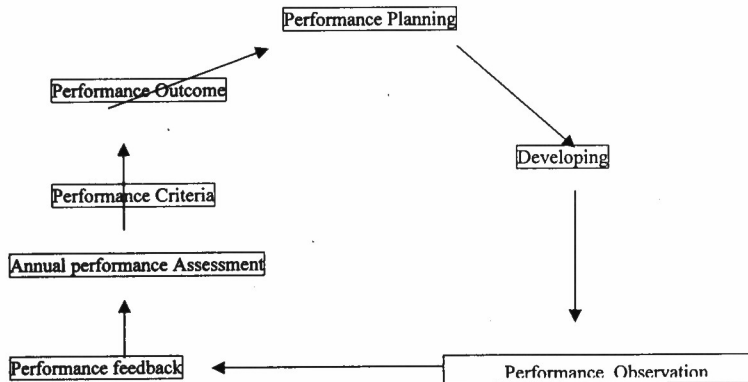 Performance Planning
Performance Outcome
Developing
Performance Criteria
Annual performance Assessment
Performance feedback
Performance Observation